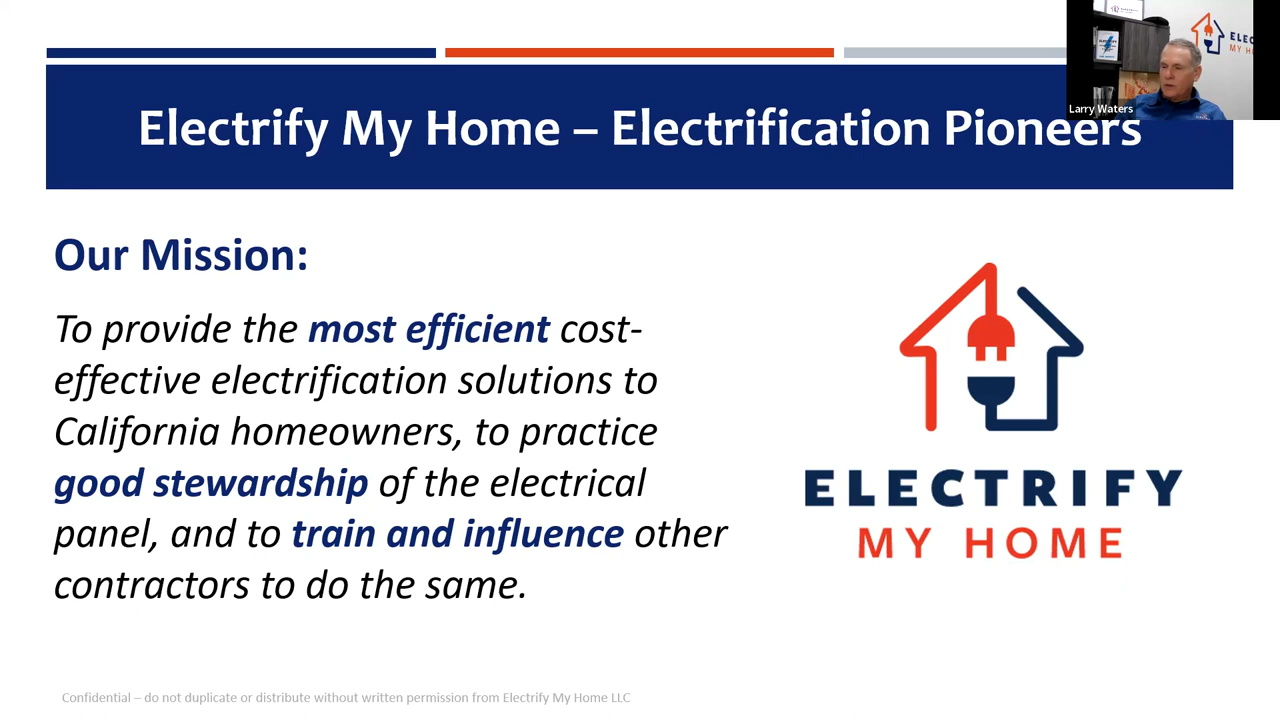 Electrify My Home – Electrification Pioneers
Larry Waters
ELEC
MY HO
Our Mission:
To provide the most efficient cost-
effective electrification solutions to
California homeowners, to practice
good stewardship of the electrical
panel, and to train and influence other
contractors to do the same.
ELECTRIFY
MY HOME
Confidential – do not duplicate or distribute without written permission from Electrify My Home LLC